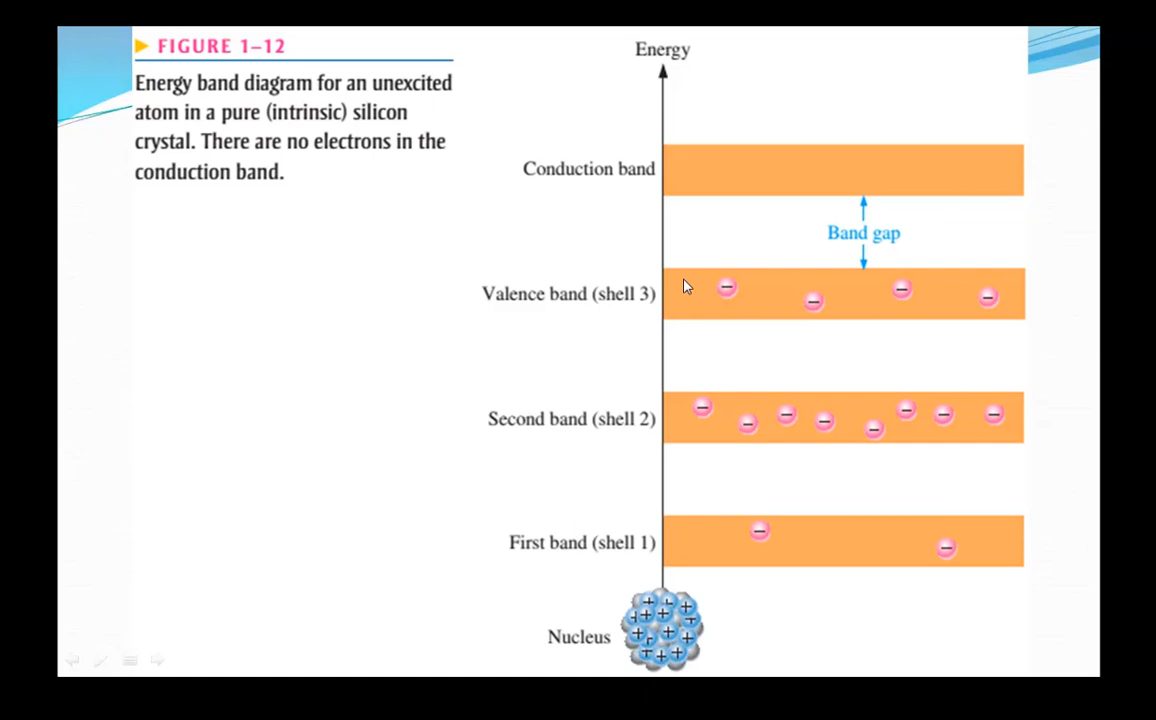 FIGURE 1–12
Energy band diagram for an unexcited
atom in a pure (intrinsic) silicon
crystal. There are no electrons in the
conduction band.
Energy
Conduction band
Band gap
Valence band (shell 3)
Second band (shell 2)
First band (shell 1)
Nucleus